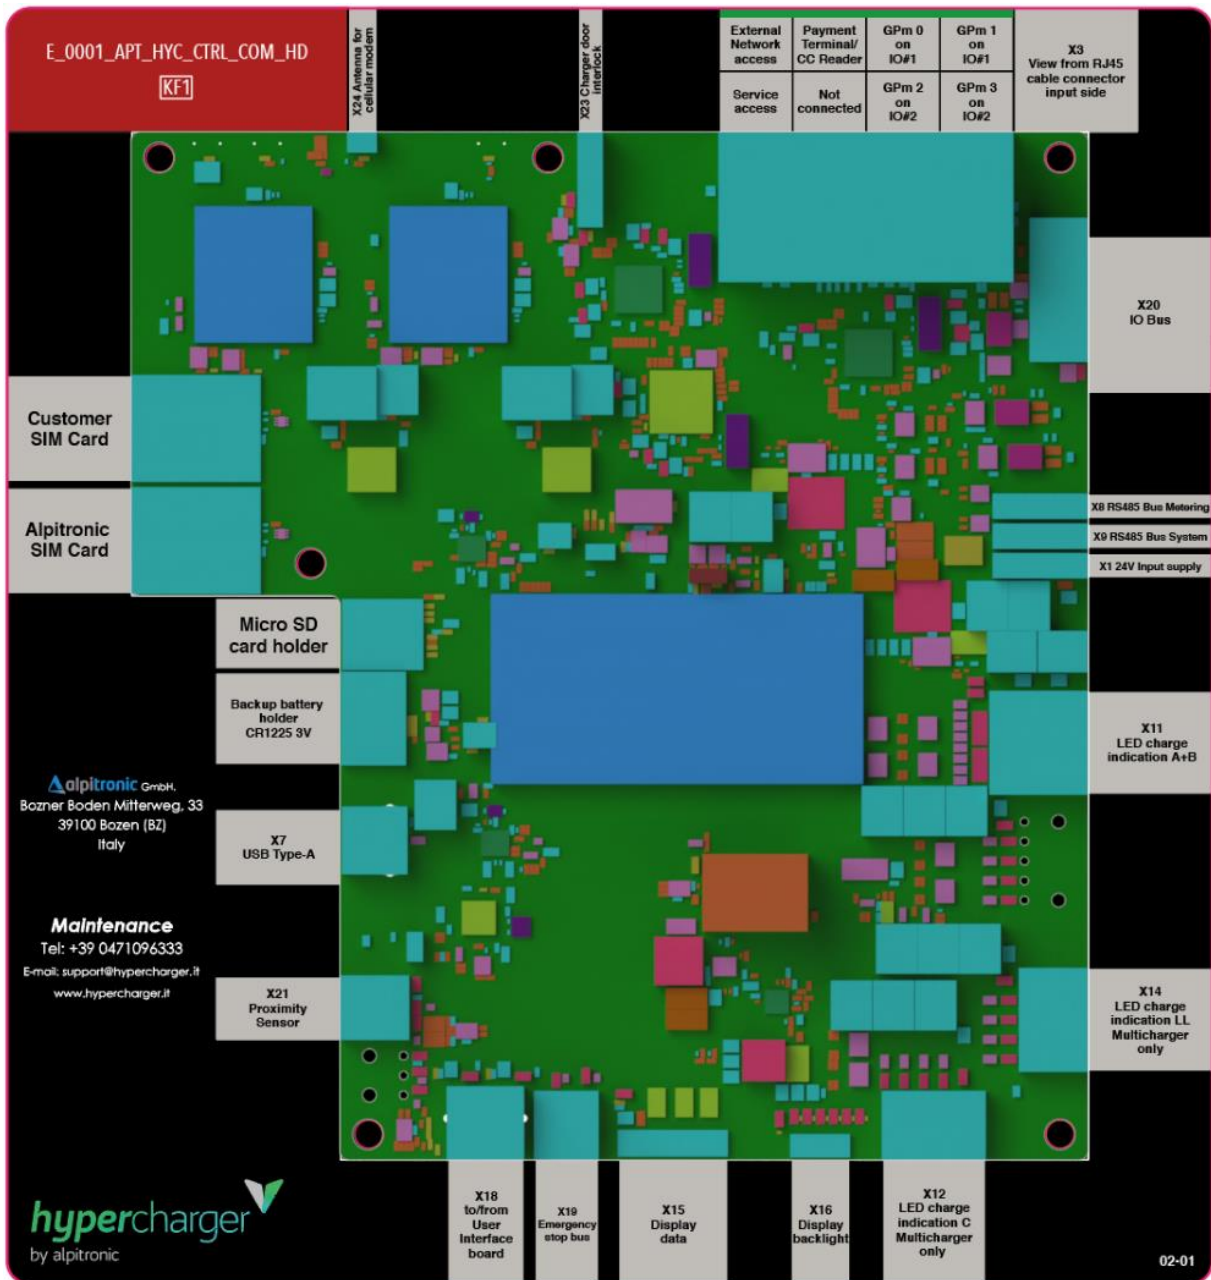 E_0001_APT_HYC_CTRL_COM_HD
KF1
X24 Antenna for
cellular modem
X23 Charger door
interlock
External
Network
access
Payment
Terminal/
CC Reader
GPm 0
on
IO#1
GPm 1
on
IO#1
Service
access
Not
connected
GPm 2
on
IO#2
GPm 3
on
IO#2
X3
View from RJ45
cable connector
input side
X20
IO Bus
Customer
SIM Card
Alpitronic
SIM Card
X8 RS485 Bus Metering
X9 RS485 Bus System
X1 24V Input supply
Micro SD
card holder
Backup battery
holder
CR1225 3V
X11
LED charge
indication A+B
alpitronic GmbH.
Bozner Boden Mitterweg, 33
39100 Bozen (BZ)
Italy
X7
USB Type-A
Maintenance
Tel: +39 0471096333
E-mail: support@hypercharger.it
www.hypercharger.it
X21
Proximity
Sensor
X14
LED charge
indication LL
Multicharger
only
X18
to/from
User
Interface
board
X19
Emergency
stop bus
X15
Display
data
X16
Display
backlight
X12
LED charge
indication C
Multicharger
only
hypercharger
by alpitronic
02-01